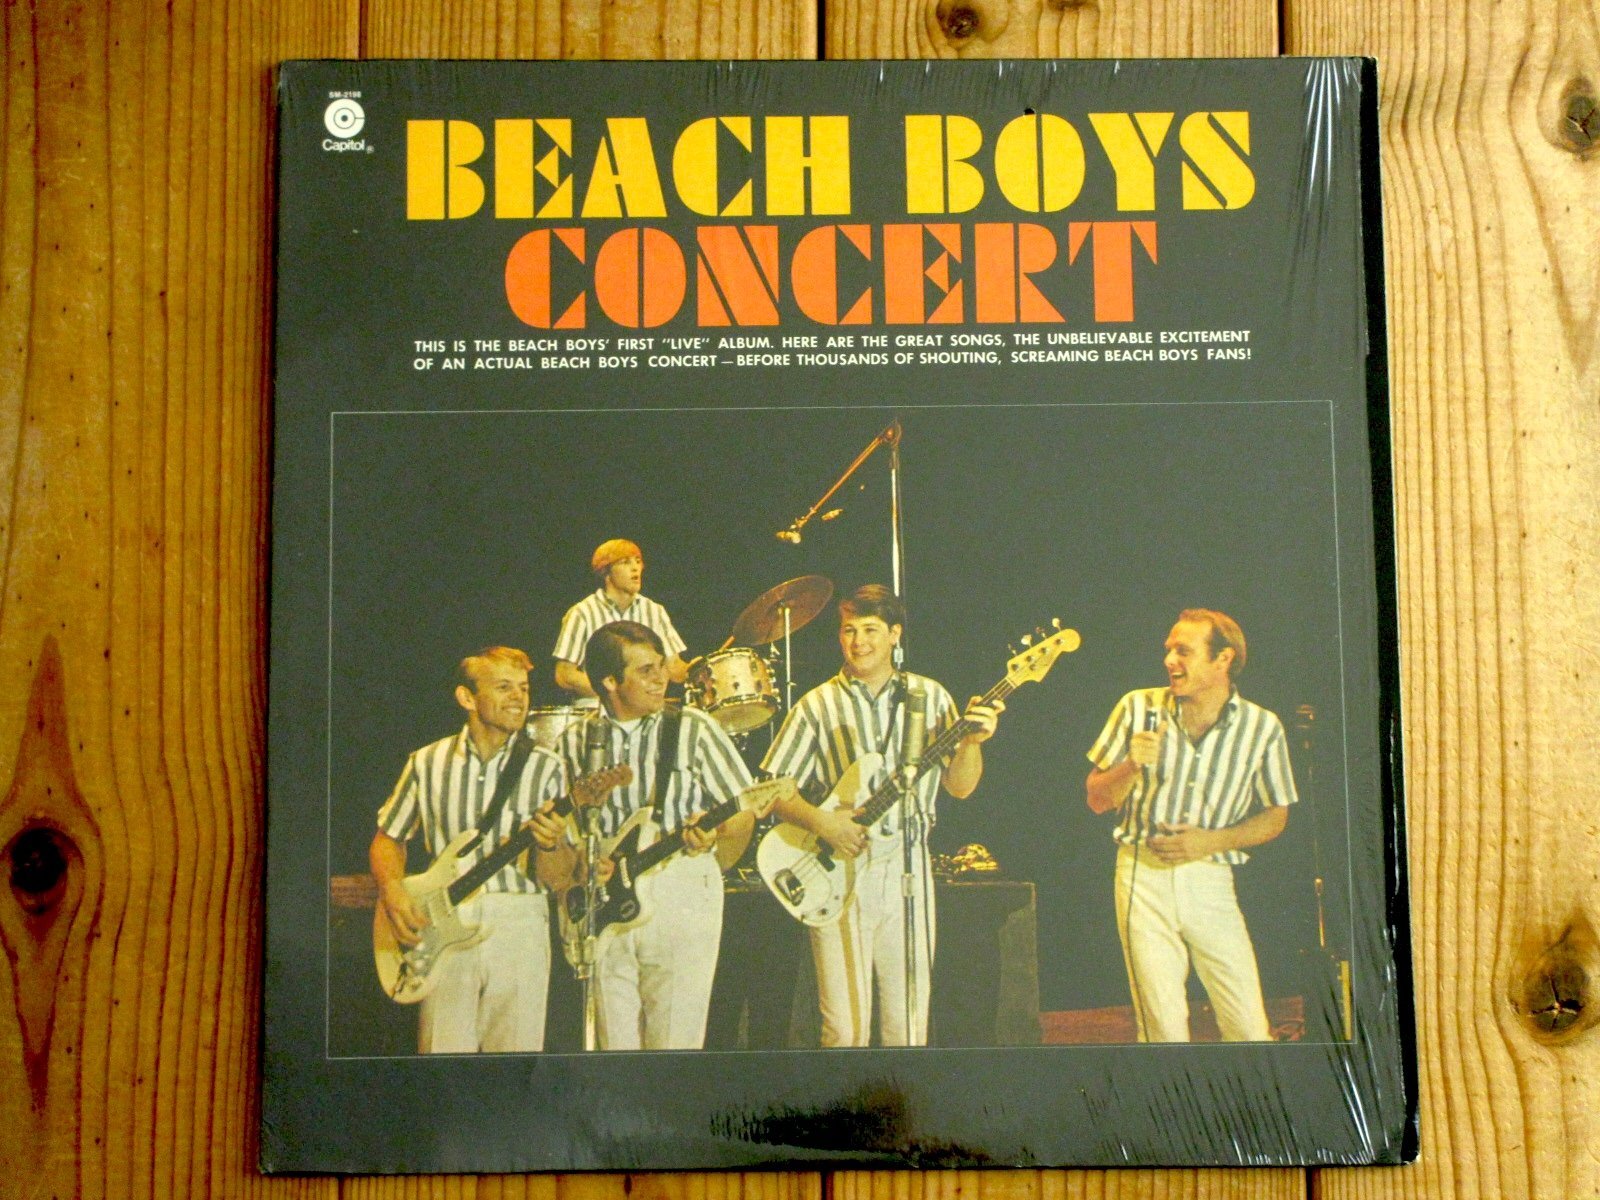 SM-2198
Capitol®
BEACH BOYS
CONCERT
THIS IS THE BEACH BOYS' FIRST "LIVE" ALBUM. HERE ARE THE GREAT SONGS, THE UNBELIEVABLE EXCITEMENT
OF AN ACTUAL BEACH BOYS CONCERT—BEFORE THOUSANDS OF SHOUTING, SCREAMING BEACH BOYS FANS!